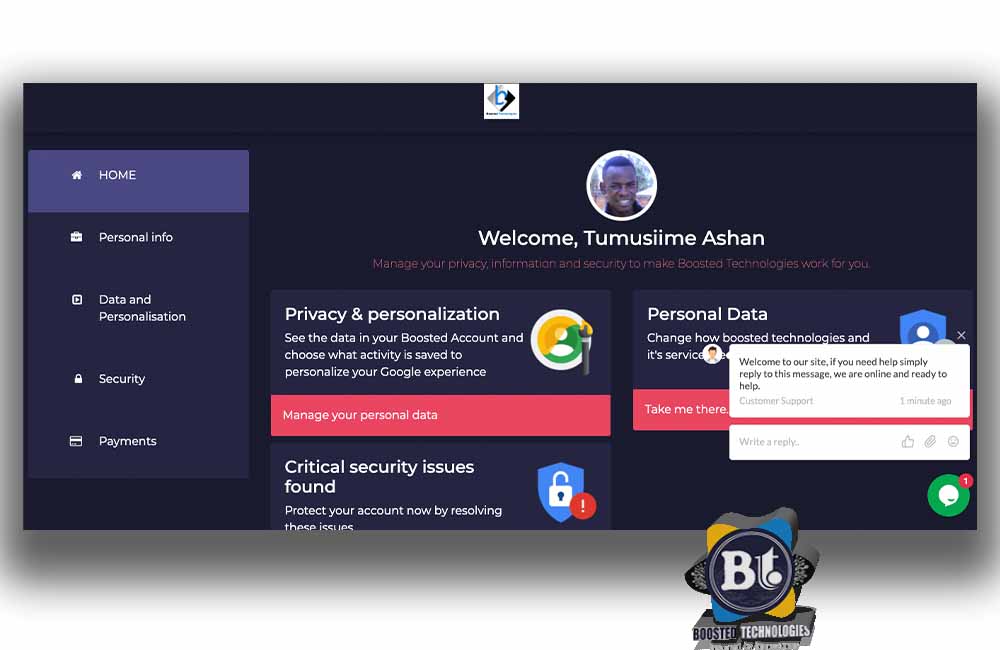 Boosted Technologies
HOME
Personal info
Data and
Personalisation
Security
Payments
Welcome, Tumusiime Ashan
Manage your privacy, information and security to make Boosted Technologies work for you.
Privacy & personalization
See the data in your Boosted Account and
choose what activity is saved to
personalize your Google experience
Manage your personal data
Personal Data
Change how boosted technologies and
it's service
Take me there.
Critical security issues
found
Protect your account now by resolving
these issues
Welcome to our site, if you need help simply
reply to this message, we are online and ready to
help.
Customer Support
1 minute ago
Write a reply..
1
Bt
BOOSTED TECHNOLOGIES